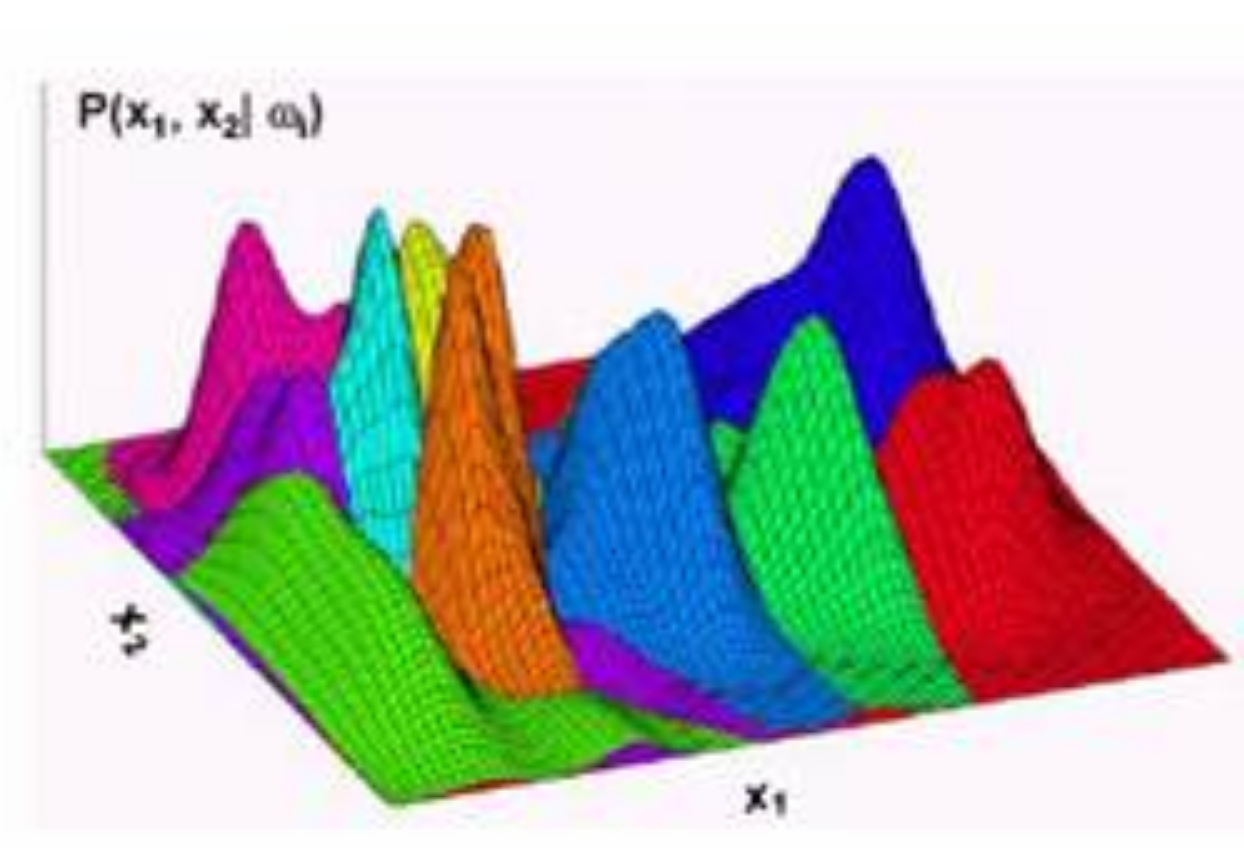 P(x₁, x₂| ωᵢ)
x₂
x₁